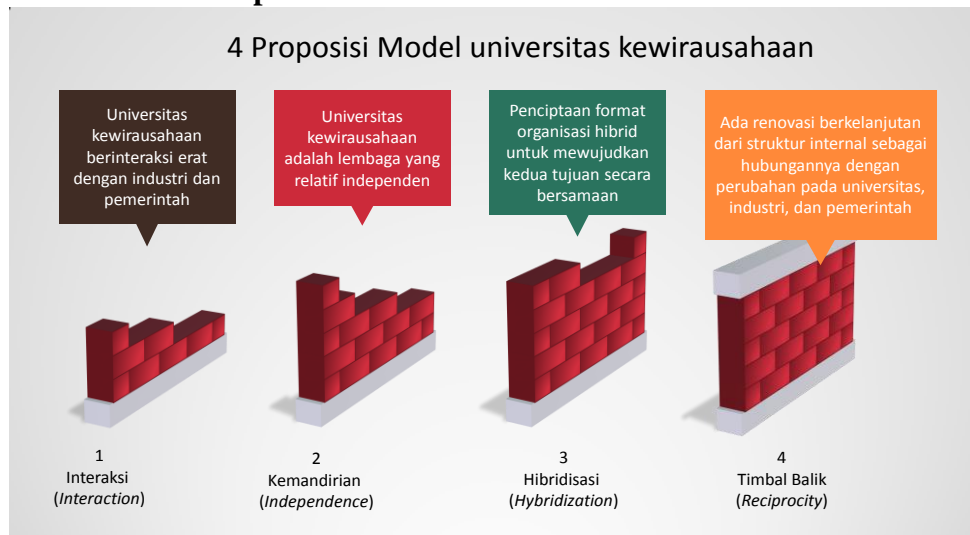 4 Proposisi Model universitas kewirausahaan
Universitas
kewirausahaan
berinteraksi erat
dengan industri dan
pemerintah
Universitas
kewirausahaan
adalah lembaga yang
relatif independen
Penciptaan format
organisasi hibrid
untuk mewujudkan
kedua tujuan secara
bersamaan
Ada renovasi berkelanjutan
dari struktur internal sebagai
hubungannya dengan
perubahan pada universitas,
industri, dan pemerintah
1
Interaksi
(Interaction)
2
Kemandirian
(Independence)
3
Hibridisasi
(Hybridization)
4
Timbal Balik
(Reciprocity)